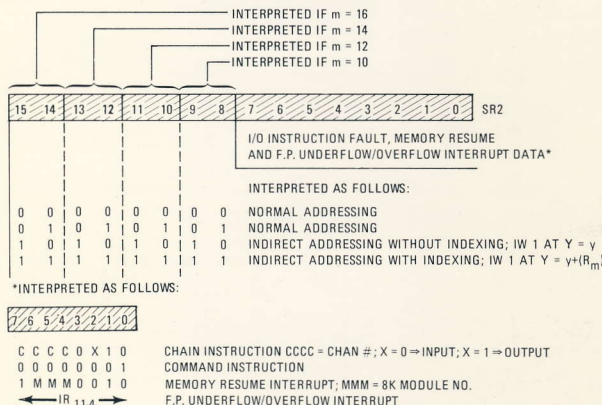 INTERPRETED IF m = 16
INTERPRETED IF m = 14
INTERPRETED IF m = 12
INTERPRETED IF m = 10
15 14 13 12 11 10 9 8 7 6 5 4 3 2 1 0 SR2
I/O INSTRUCTION FAULT, MEMORY RESUME
AND F.P. UNDERFLOW/OVERFLOW INTERRUPT DATA*
INTERPRETED AS FOLLOWS:
0 0 0 0 0 0 0 0 NORMAL ADDRESSING
0 1 0 1 0 1 0 1 NORMAL ADDRESSING
1 0 1 0 1 0 1 0 INDIRECT ADDRESSING WITHOUT INDEXING; IW 1 AT Y = y
1 1 1 1 1 1 1 1 INDIRECT ADDRESSING WITH INDEXING; IW 1 AT Y = y+(Rm)
*INTERPRETED AS FOLLOWS:
7 6 5 4 3 2 1 0
C C C C 0 X 1 0 CHAIN INSTRUCTION CCCC = CHAN #; X = 0 ⇒ INPUT; X = 1 ⇒ OUTPUT
0 0 0 0 0 0 0 1 COMMAND INSTRUCTION
1 M M M 0 0 1 0 MEMORY RESUME INTERRUPT; MMM = 8K MODULE NO.
IR 11-4 F.P. UNDERFLOW/OVERFLOW INTERRUPT